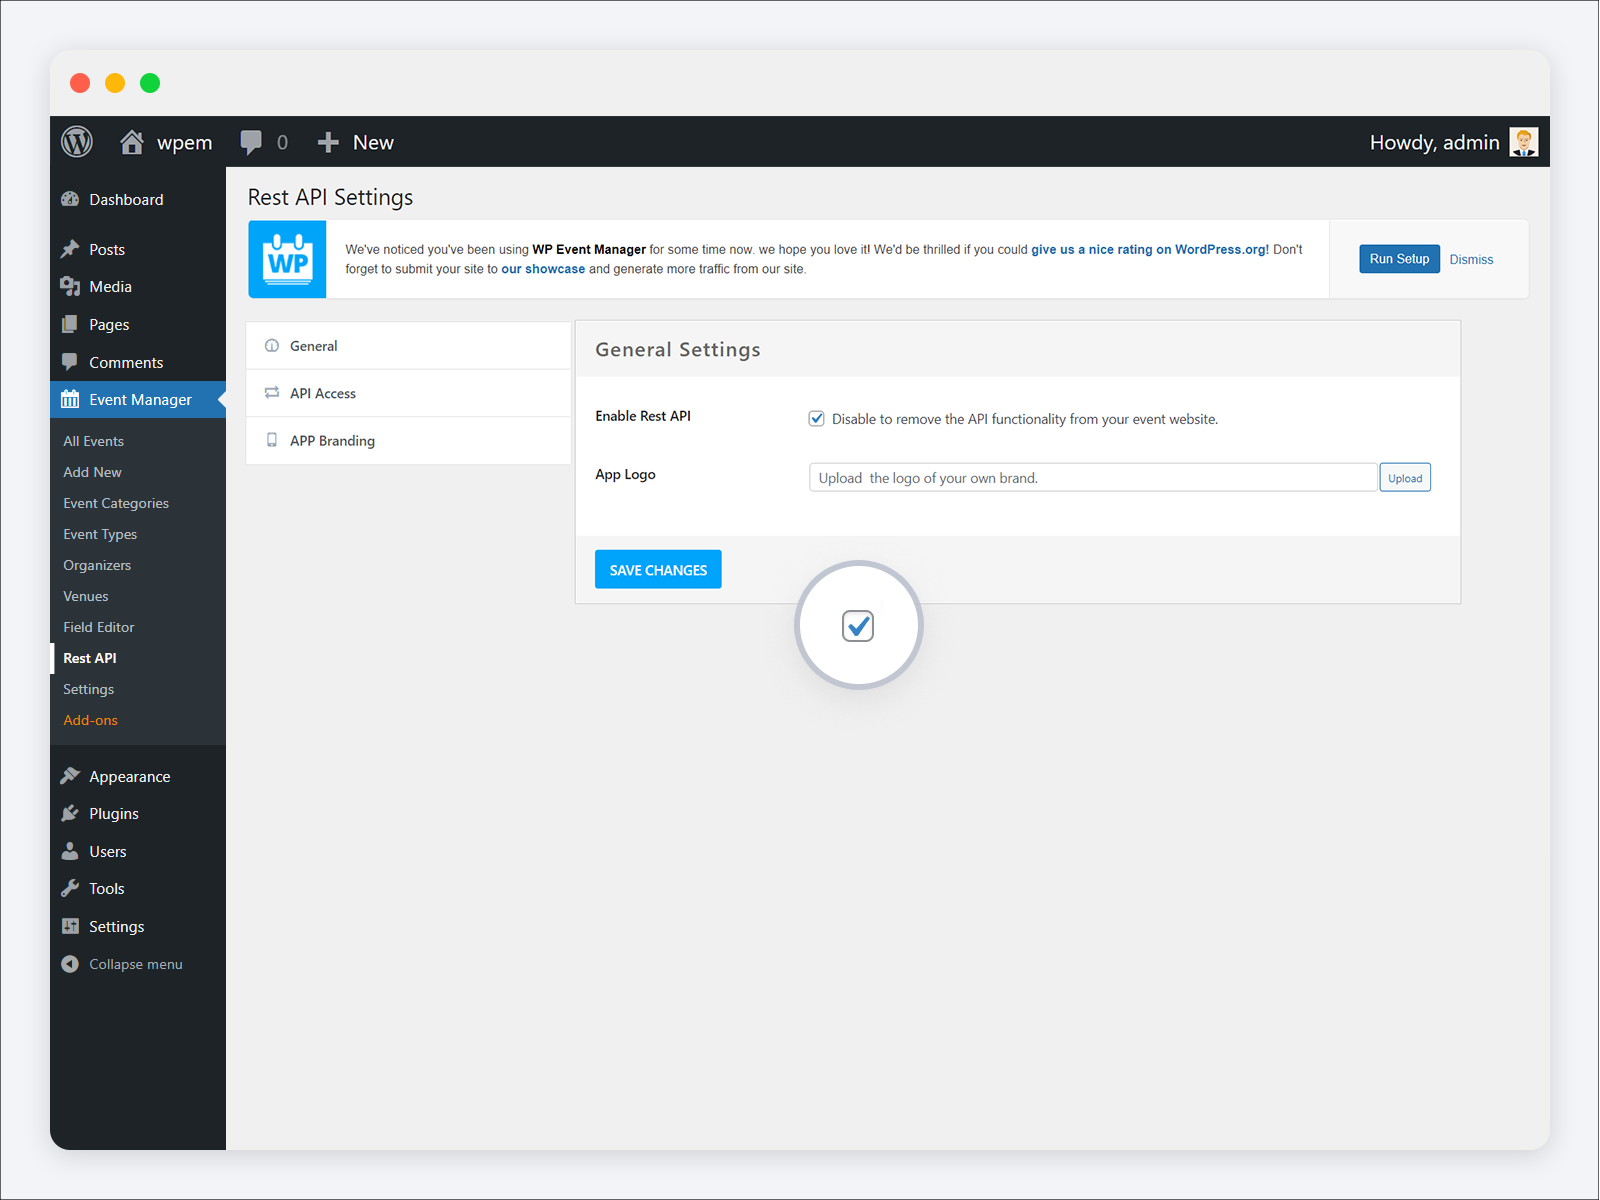 wpem
0
New
Howdy, admin
Dashboard
Posts
Media
Pages
Comments
Event Manager
All Events
Add New
Event Categories
Event Types
Organizers
Venues
Field Editor
Rest API
Settings
Add-ons
Appearance
Plugins
Users
Tools
Settings
Collapse menu
Rest API Settings
WP
We've noticed you've been using WP Event Manager for some time now. we hope you love it! We'd be thrilled if you could give us a nice rating on WordPress.org! Don't
forget to submit your site to our showcase and generate more traffic from our site.
Run Setup
Dismiss
General
API Access
APP Branding
General Settings
Enable Rest API
Disable to remove the API functionality from your event website.
App Logo
Upload the logo of your own brand.
Upload
SAVE CHANGES